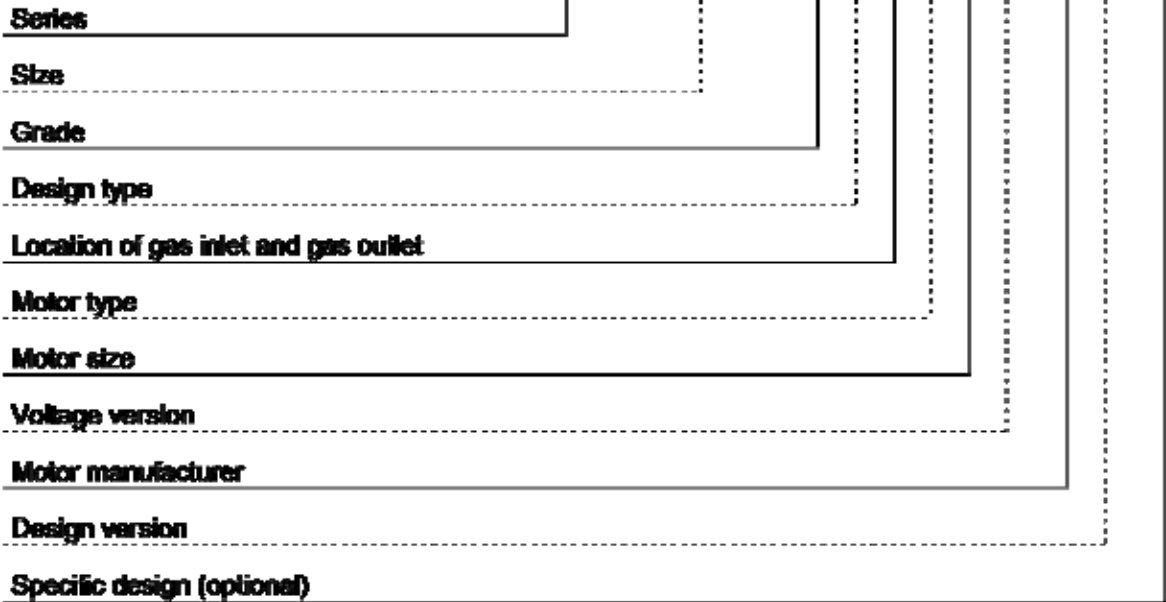 Series
Size
Grade
Design type
Location of gas inlet and gas outlet
Motor type
Motor size
Voltage version
Motor manufacturer
Design version
Specific design (optional)